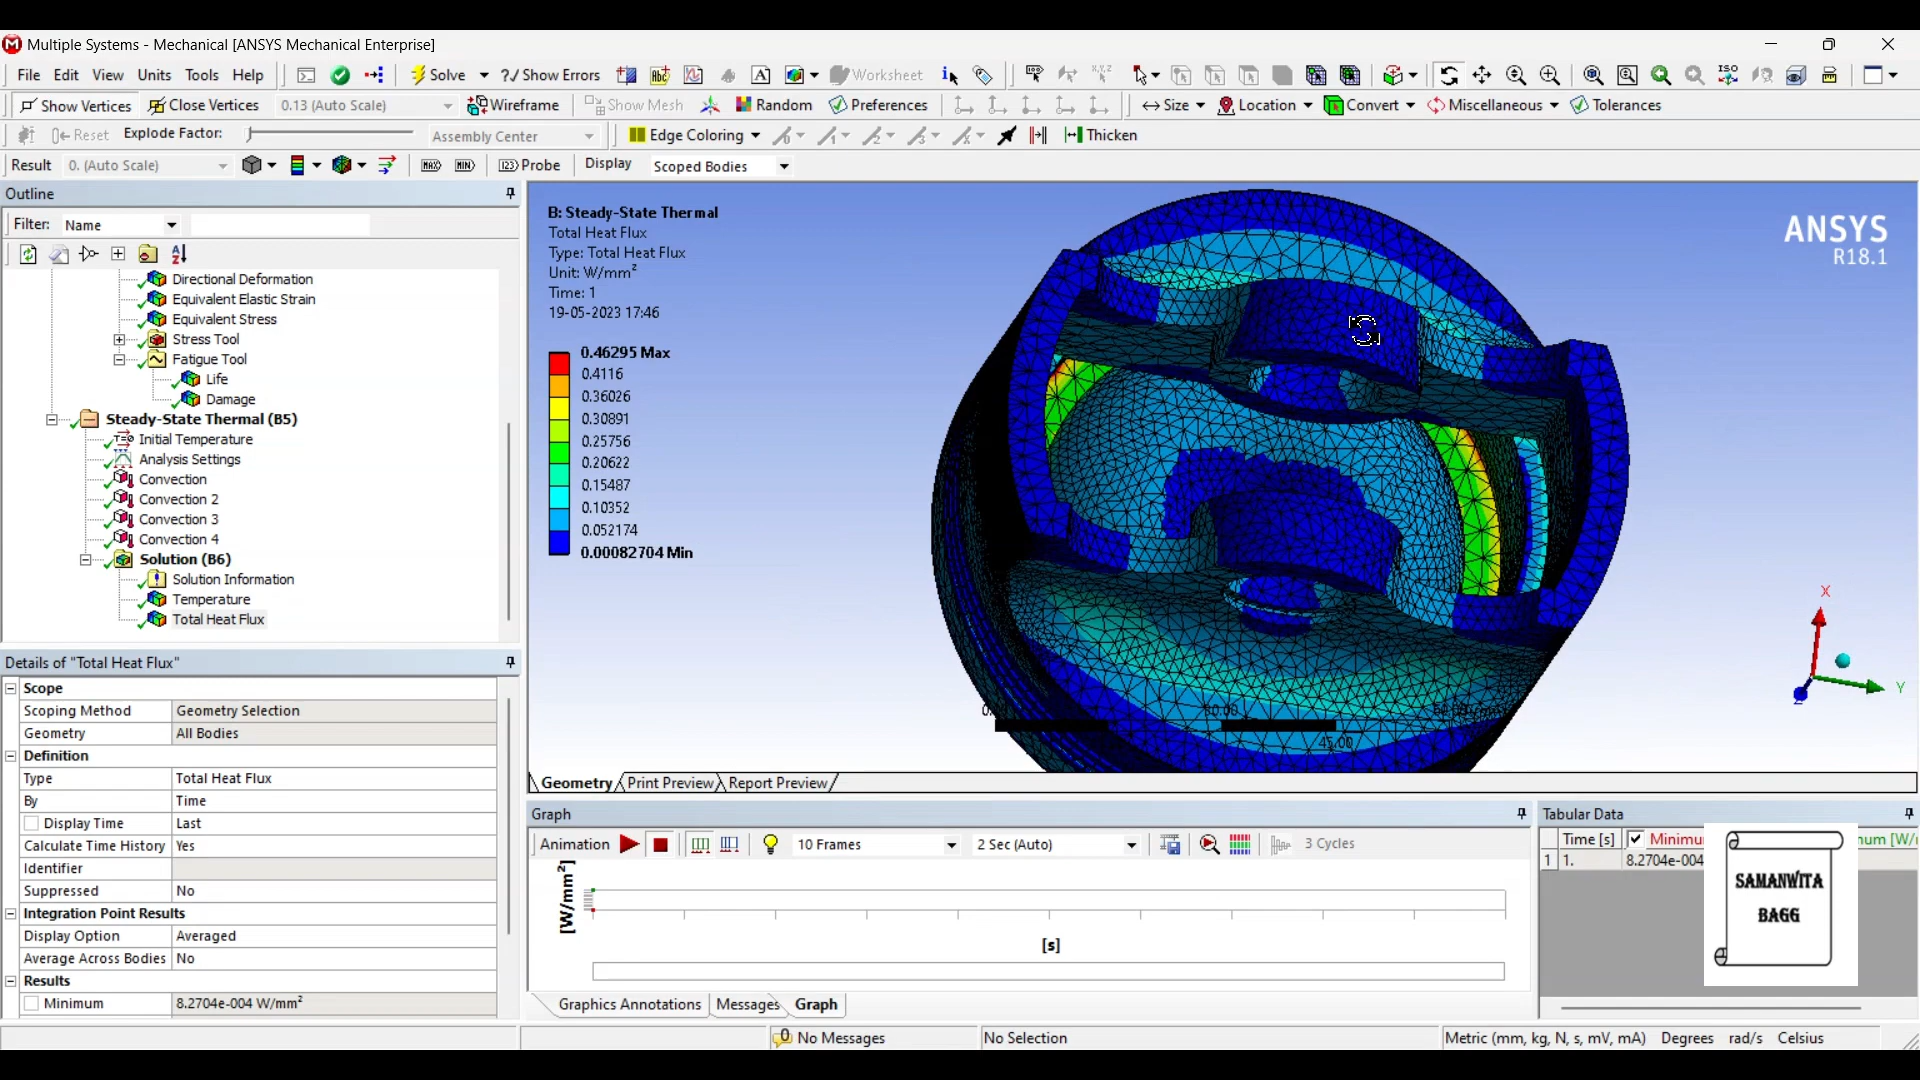 Multiple Systems - Mechanical [ANSYS Mechanical Enterprise]
File Edit View Units Tools Help Solve ?/ Show Errors Worksheet
Show Vertices Close Vertices 0.13 (Auto Scale) Wireframe Show Mesh Random Preferences Size Location Convert Miscellaneous Tolerances
Reset Explode Factor: Assembly Center Edge Coloring Thicken
Result 0. (Auto Scale) MAX MIN Probe Display Scoped Bodies
Outline
Filter: Name
Directional Deformation
Equivalent Elastic Strain
Equivalent Stress
Stress Tool
Fatigue Tool
Life
Damage
Steady-State Thermal (B5)
Initial Temperature
Analysis Settings
Convection
Convection 2
Convection 3
Convection 4
Solution (B6)
Solution Information
Temperature
Total Heat Flux
Details of "Total Heat Flux"
Scope
Scoping Method Geometry Selection
Geometry All Bodies
Definition
Type Total Heat Flux
By Time
Display Time Last
Calculate Time History Yes
Identifier
Suppressed No
Integration Point Results
Display Option Averaged
Average Across Bodies No
Results
Minimum 8.2704e-004 W/mm²
B: Steady-State Thermal
Total Heat Flux
Type: Total Heat Flux
Unit: W/mm²
Time: 1
19-05-2023 17:46
0.46295 Max
0.4116
0.36026
0.30891
0.25756
0.20622
0.15487
0.10352
0.052174
0.00082704 Min
ANSYS
R18.1
X
Y
Z
45.00
Geometry Print Preview Report Preview
Graph
Animation 10 Frames 2 Sec (Auto) 3 Cycles
[W/mm²]
[s]
Graphics Annotations Messages Graph
Tabular Data
Time [s] Minimu
1 1. 8.2704e-004
SAMANWITA
BAGG
No Messages No Selection Metric (mm, kg, N, s, mV, mA) Degrees rad/s Celsius